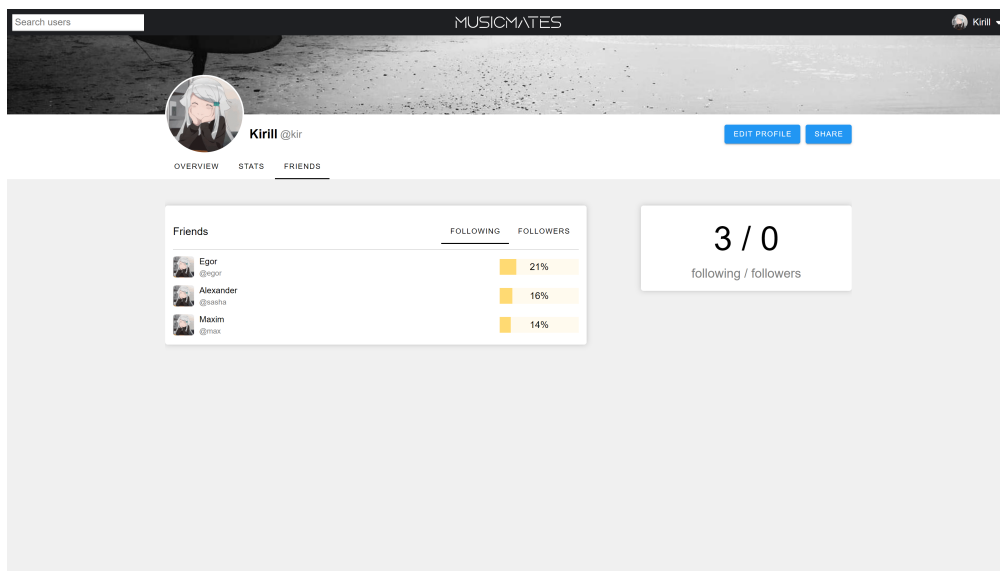 Search users
MUSICMATES
Kirill
Kirill @kir
EDIT PROFILE
SHARE
OVERVIEW
STATS
FRIENDS
Friends
FOLLOWING
FOLLOWERS
Egor
@egor
21%
Alexander
@sasha
16%
Maxim
@max
14%
3 / 0
following / followers